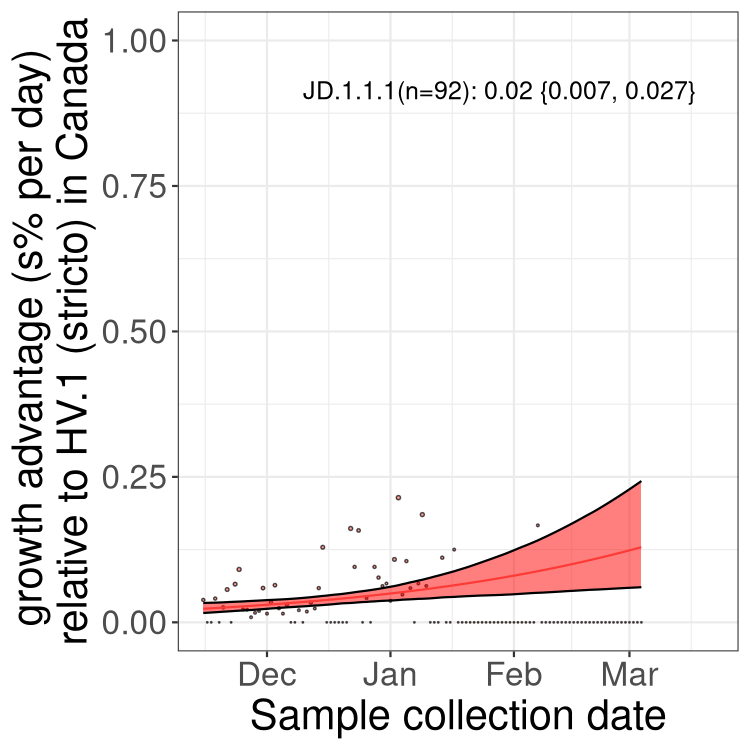 growth advantage (s% per day)
relative to HV.1 (stricto) in Canada
1.00
JD.1.1.1(n=92): 0.02 {0.007, 0.027}
0.75
0.50
0.25
0.00
Dec Jan Feb Mar
Sample collection date